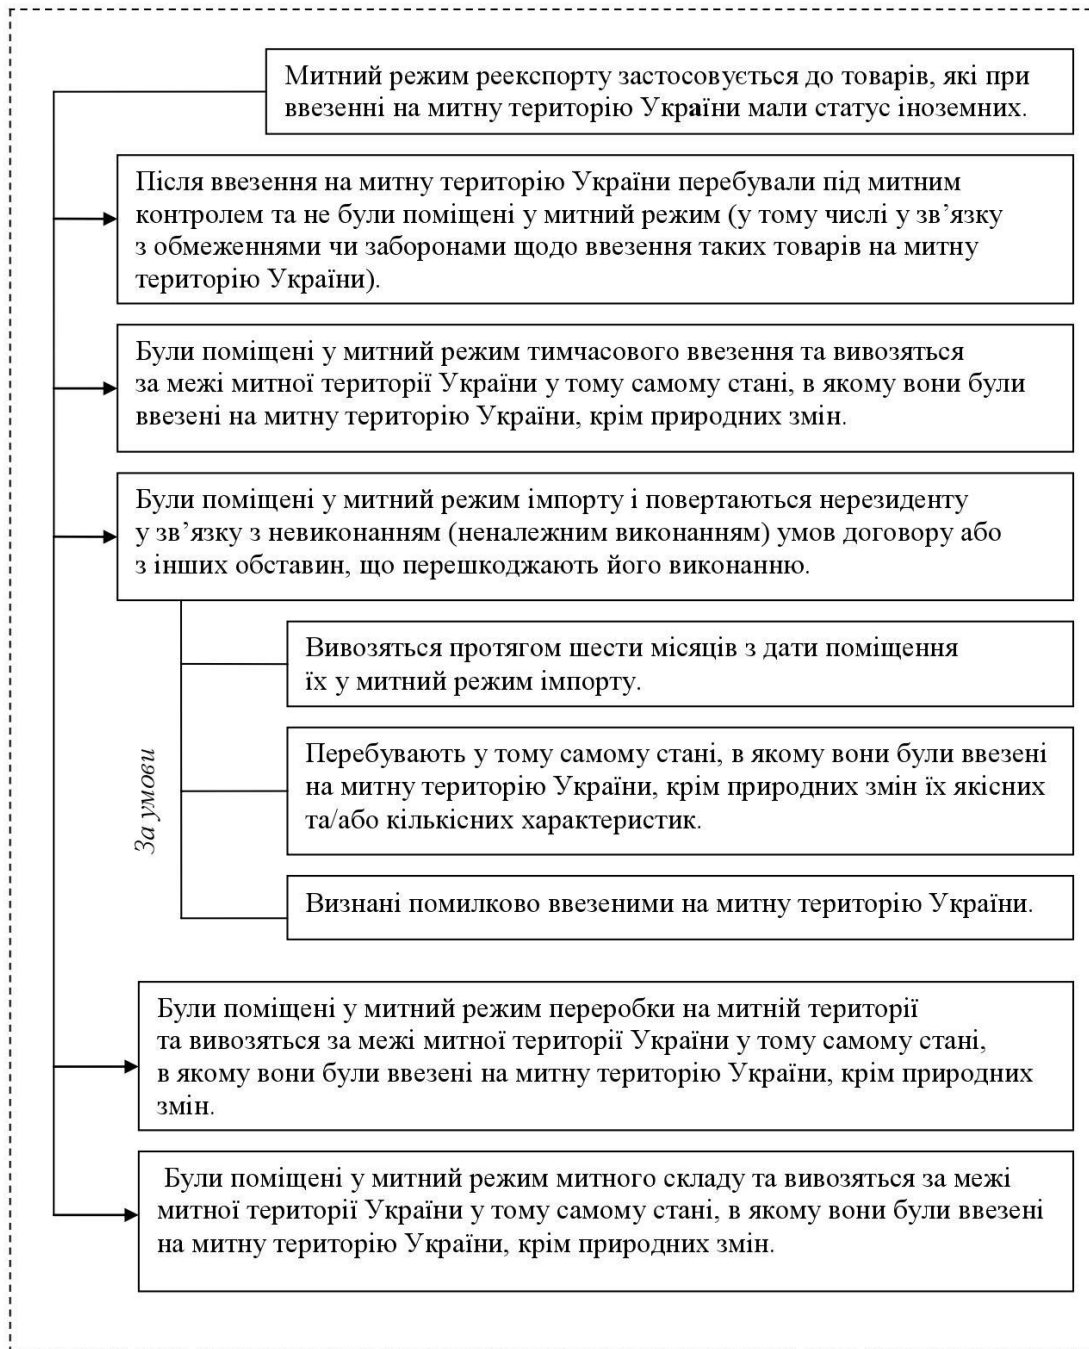 Митний режим реекспорту застосовується до товарів, які при
ввезенні на митну територію України мали статус іноземних.
Після ввезення на митну територію України перебували під митним
контролем та не були поміщені у митний режим (у тому числі у зв’язку
з обмеженнями чи заборонами щодо ввезення таких товарів на митну
територію України).
Були поміщені у митний режим тимчасового ввезення та вивозяться
за межі митної території України у тому самому стані, в якому вони були
ввезені на митну територію України, крім природних змін.
Були поміщені у митний режим імпорту і повертаються нерезиденту
у зв’язку з невиконанням (неналежним виконанням) умов договору або
з інших обставин, що перешкоджають його виконанню.
За умови
Вивозяться протягом шести місяців з дати поміщення
їх у митний режим імпорту.
Перебувають у тому самому стані, в якому вони були ввезені
на митну територію України, крім природних змін їх якісних
та/або кількісних характеристик.
Визнані помилково ввезеними на митну територію України.
Були поміщені у митний режим переробки на митній території
та вивозяться за межі митної території України у тому самому стані,
в якому вони були ввезені на митну територію України, крім природних
змін.
Були поміщені у митний режим митного складу та вивозяться за межі
митної території України у тому самому стані, в якому вони були ввезені
на митну територію України, крім природних змін.